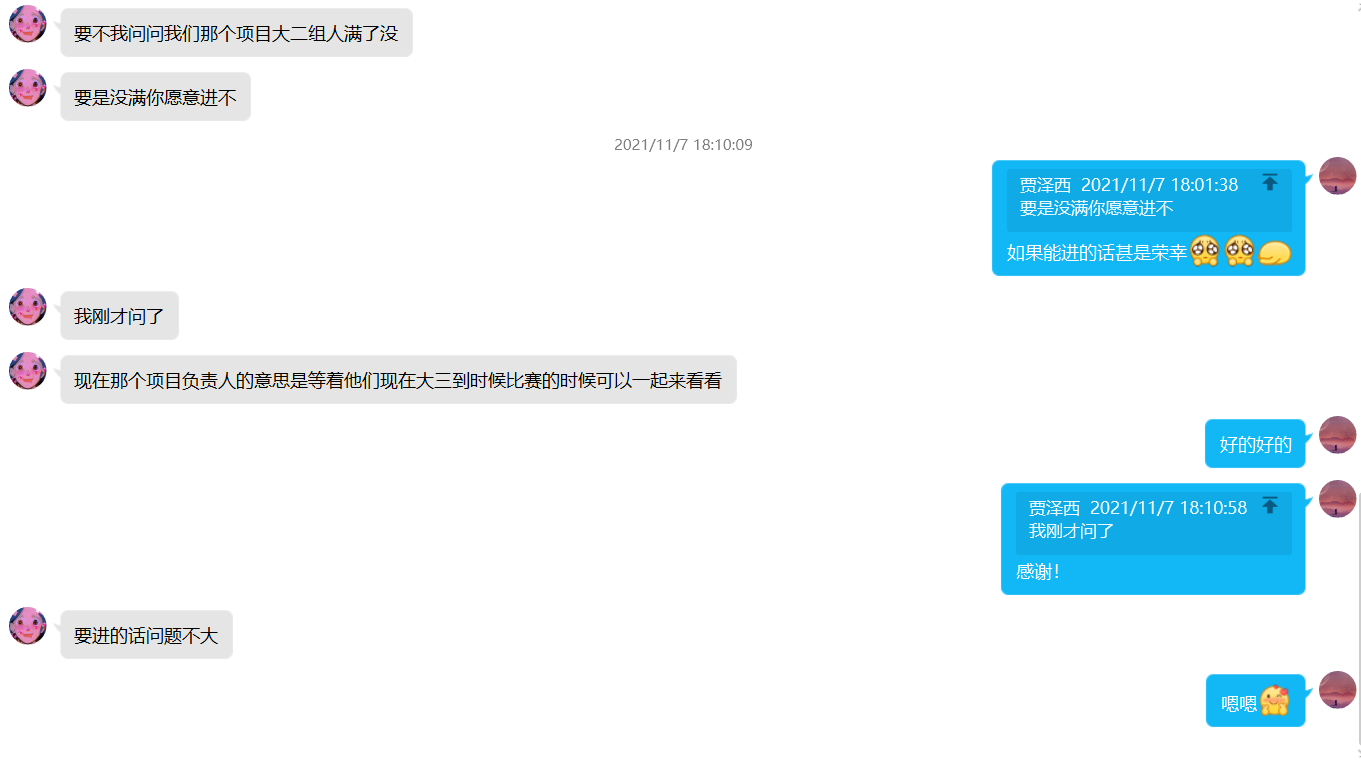 要不我问问我们那个项目大二组人满了没
要是没满你愿意进不
2021/11/7 18:10:09
贾泽西 2021/11/7 18:01:38
要是没满你愿意进不
如果能进的话甚是荣幸
我刚才问了
现在那个项目负责人的意思是等着他们现在大三到时候比赛的时候可以一起来看看
好的好的
贾泽西 2021/11/7 18:10:58
我刚才问了
感谢！
要进的话问题不大
嗯嗯